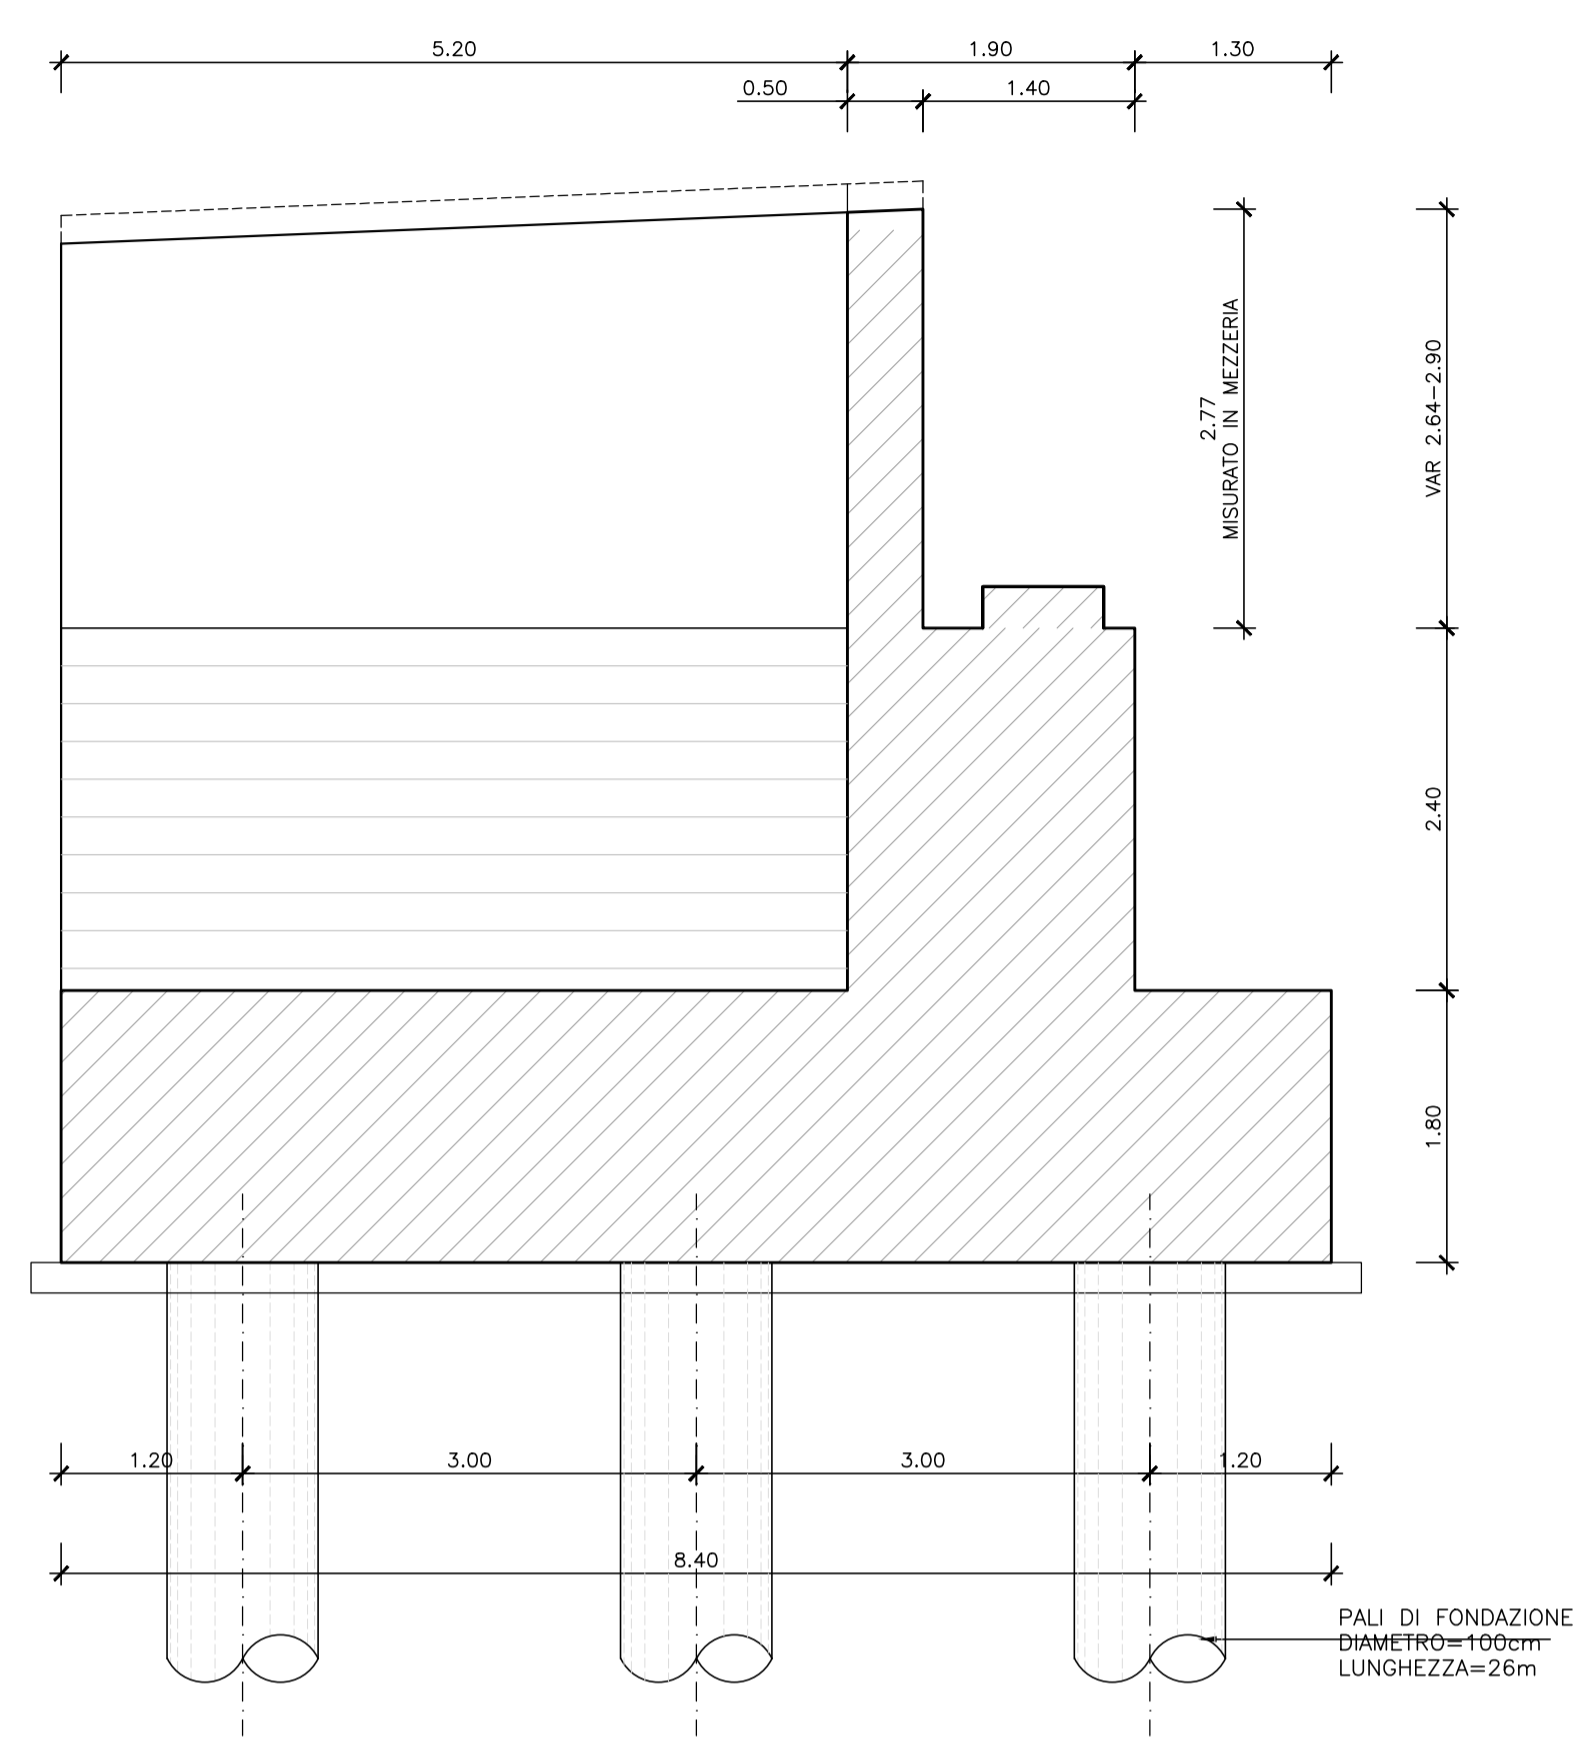 5.20
1.90
1.30
0.50
1.40
2.77
MISURATO IN MEZZERIA
VAR 2.64-2.90
2.40
1.80
1.20
3.00
3.00
1.20
8.40
PALI DI FONDAZIONE
DIAMETRO=100cm
LUNGHEZZA=26m